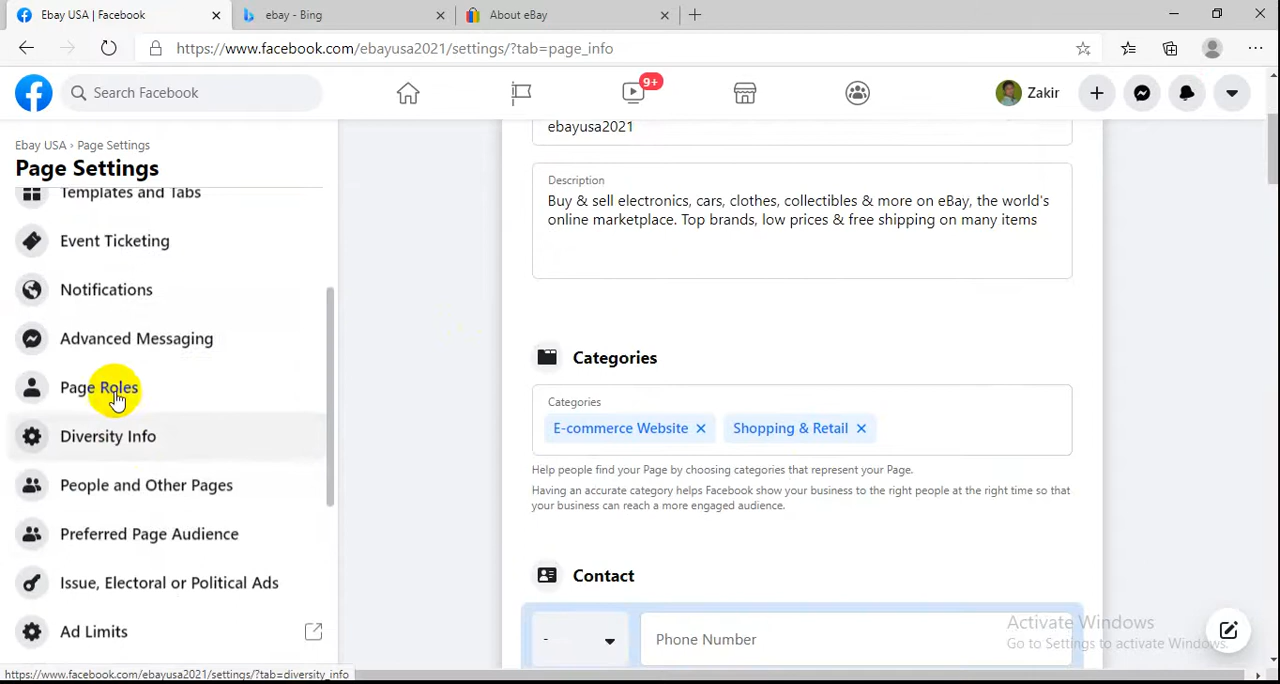 Ebay USA | Facebook
ebay - Bing
About eBay
https://www.facebook.com/ebayusa2021/settings/?tab=page_info
Search Facebook
9+
Zakir
Ebay USA › Page Settings
Page Settings
Templates and Tabs
Event Ticketing
Notifications
Advanced Messaging
Page Roles
Diversity Info
People and Other Pages
Preferred Page Audience
Issue, Electoral or Political Ads
Ad Limits
https://www.facebook.com/ebayusa2021/settings/?tab=diversity_info
ebayusa2021
Description
Buy & sell electronics, cars, clothes, collectibles & more on eBay, the world's
online marketplace. Top brands, low prices & free shipping on many items
Categories
Categories
E-commerce Website
Shopping & Retail
Help people find your Page by choosing categories that represent your Page.
Having an accurate category helps Facebook show your business to the right people at the right time so that
your business can reach a more engaged audience.
Contact
-
Phone Number
Activate Windows
Go to Settings to activate Windows.